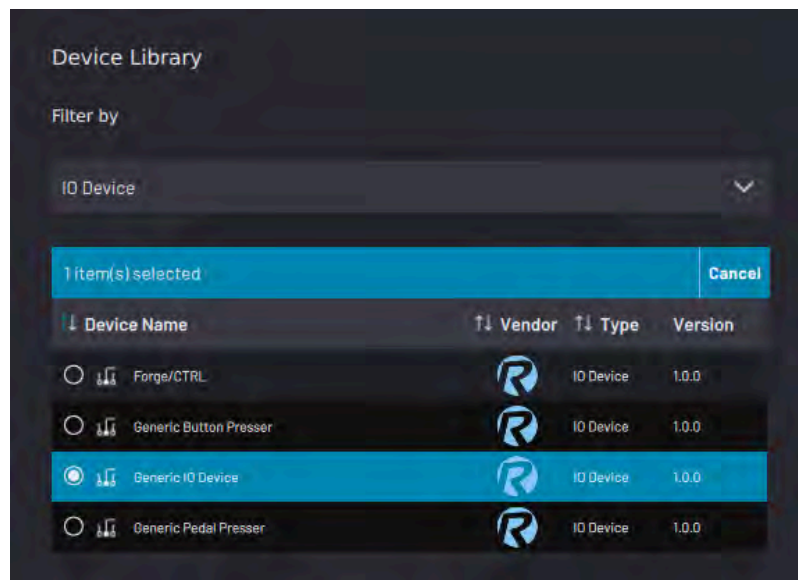 Device Library
Filter by
IO Device
1 item(s) selected Cancel
Device Name Vendor Type Version
Forge/CTRL IO Device 1.0.0
Generic Button Presser IO Device 1.0.0
Generic IO Device IO Device 1.0.0
Generic Pedal Presser IO Device 1.0.0